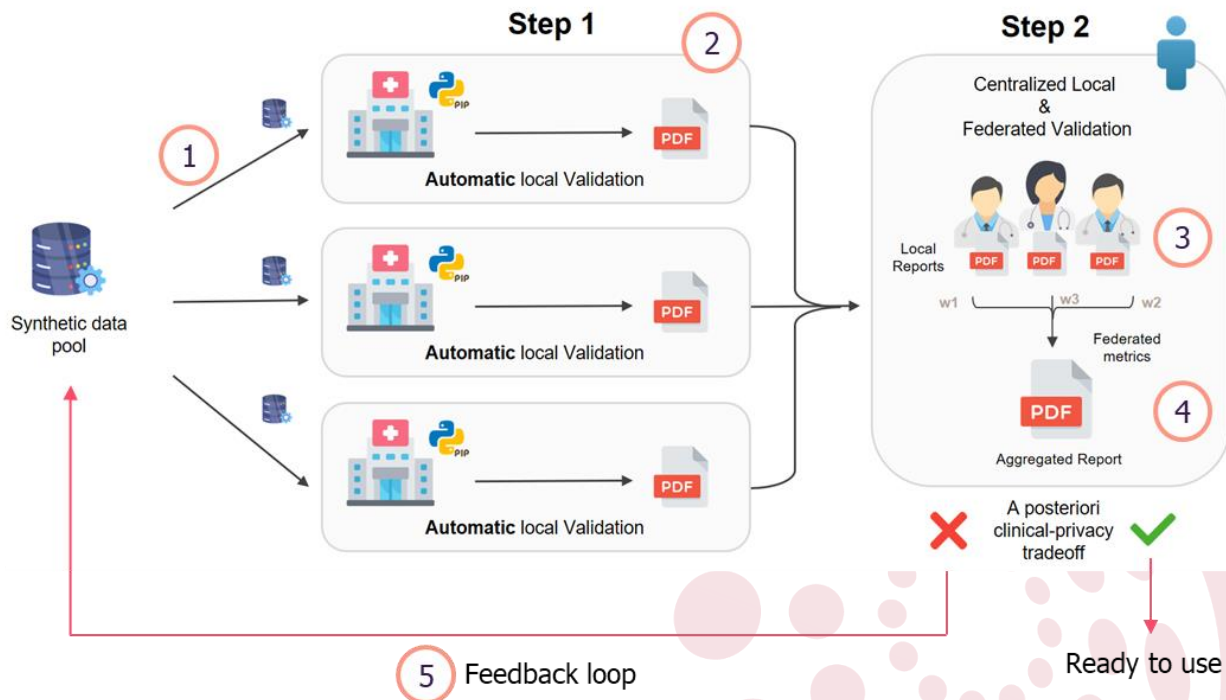 Step 1
Step 2
1
2
Synthetic data
pool
PIP
PDF
Automatic local Validation
PIP
PDF
Automatic local Validation
PIP
PDF
Automatic local Validation
Centralized Local
&
Federated Validation
3
Local
Reports
PDF
PDF
PDF
w1
w3
w2
Federated
metrics
PDF
4
Aggregated Report
A posteriori
clinical-privacy
tradeoff
5
Feedback loop
Ready to use